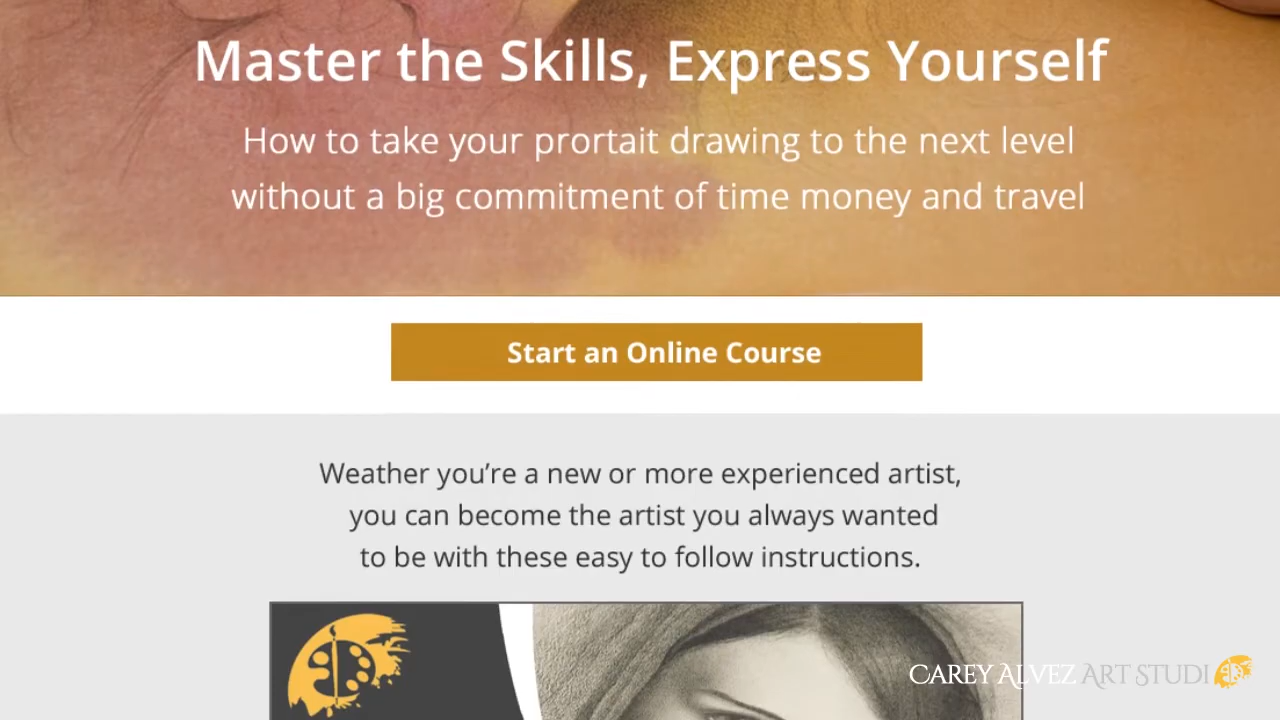 Master the Skills, Express Yourself
How to take your prortait drawing to the next level
without a big commitment of time money and travel
Start an Online Course
Weather you’re a new or more experienced artist,
you can become the artist you always wanted
to be with these easy to follow instructions.
CAREY ALVEZ ART STUDI